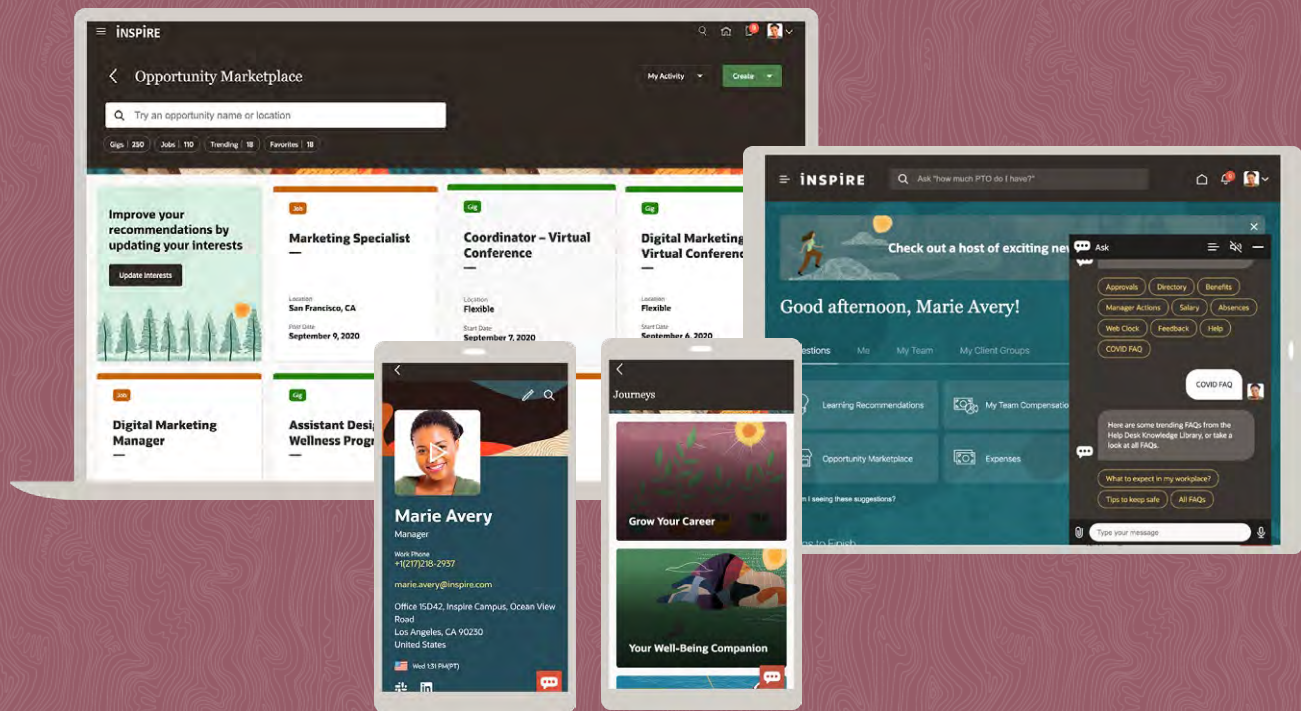 iNSPiRE
Opportunity Marketplace
My Activity
Create
Try an opportunity name or location
Gigs | 250
Jobs | 110
Trending | 18
Favorites | 18
Improve your
recommendations by
updating your interests
Update Interests
Job
Marketing Specialist
Location
San Francisco, CA
Post Date
September 9, 2020
Gig
Coordinator – Virtual
Conference
Location
Flexible
Start Date
September 7, 2020
Gig
Digital Marketing
Virtual Conferenc
Location
Flexible
Start Date
September 6, 2020
Job
Digital Marketing
Manager
Gig
Assistant Desi
Wellness Progr
iNSPiRE
Ask "how much PTO do I have?"
Check out a host of exciting ne
Good afternoon, Marie Avery!
estions
Me
My Team
My Client Groups
Learning Recommendations
My Team Compensatio
Opportunity Marketplace
Expenses
I seeing these suggestions?
to Finish
Ask
Approvals
Directory
Benefits
Manager Actions
Salary
Absences
Web Clock
Feedback
Help
COVID FAQ
COVID FAQ
Here are some trending FAQs from the
Help Desk Knowledge Library, or take a
look at all FAQs.
What to expect in my workplace?
Tips to keep safe
All FAQs
Type your message
Marie Avery
Manager
Work Phone
+1(217)218-2937
marie.avery@inspire.com
Office 15D42, Inspire Campus, Ocean View
Road
Los Angeles, CA 90230
United States
Wed 1:31 PM(PT)
in
Journeys
Grow Your Career
Your Well-Being Companion